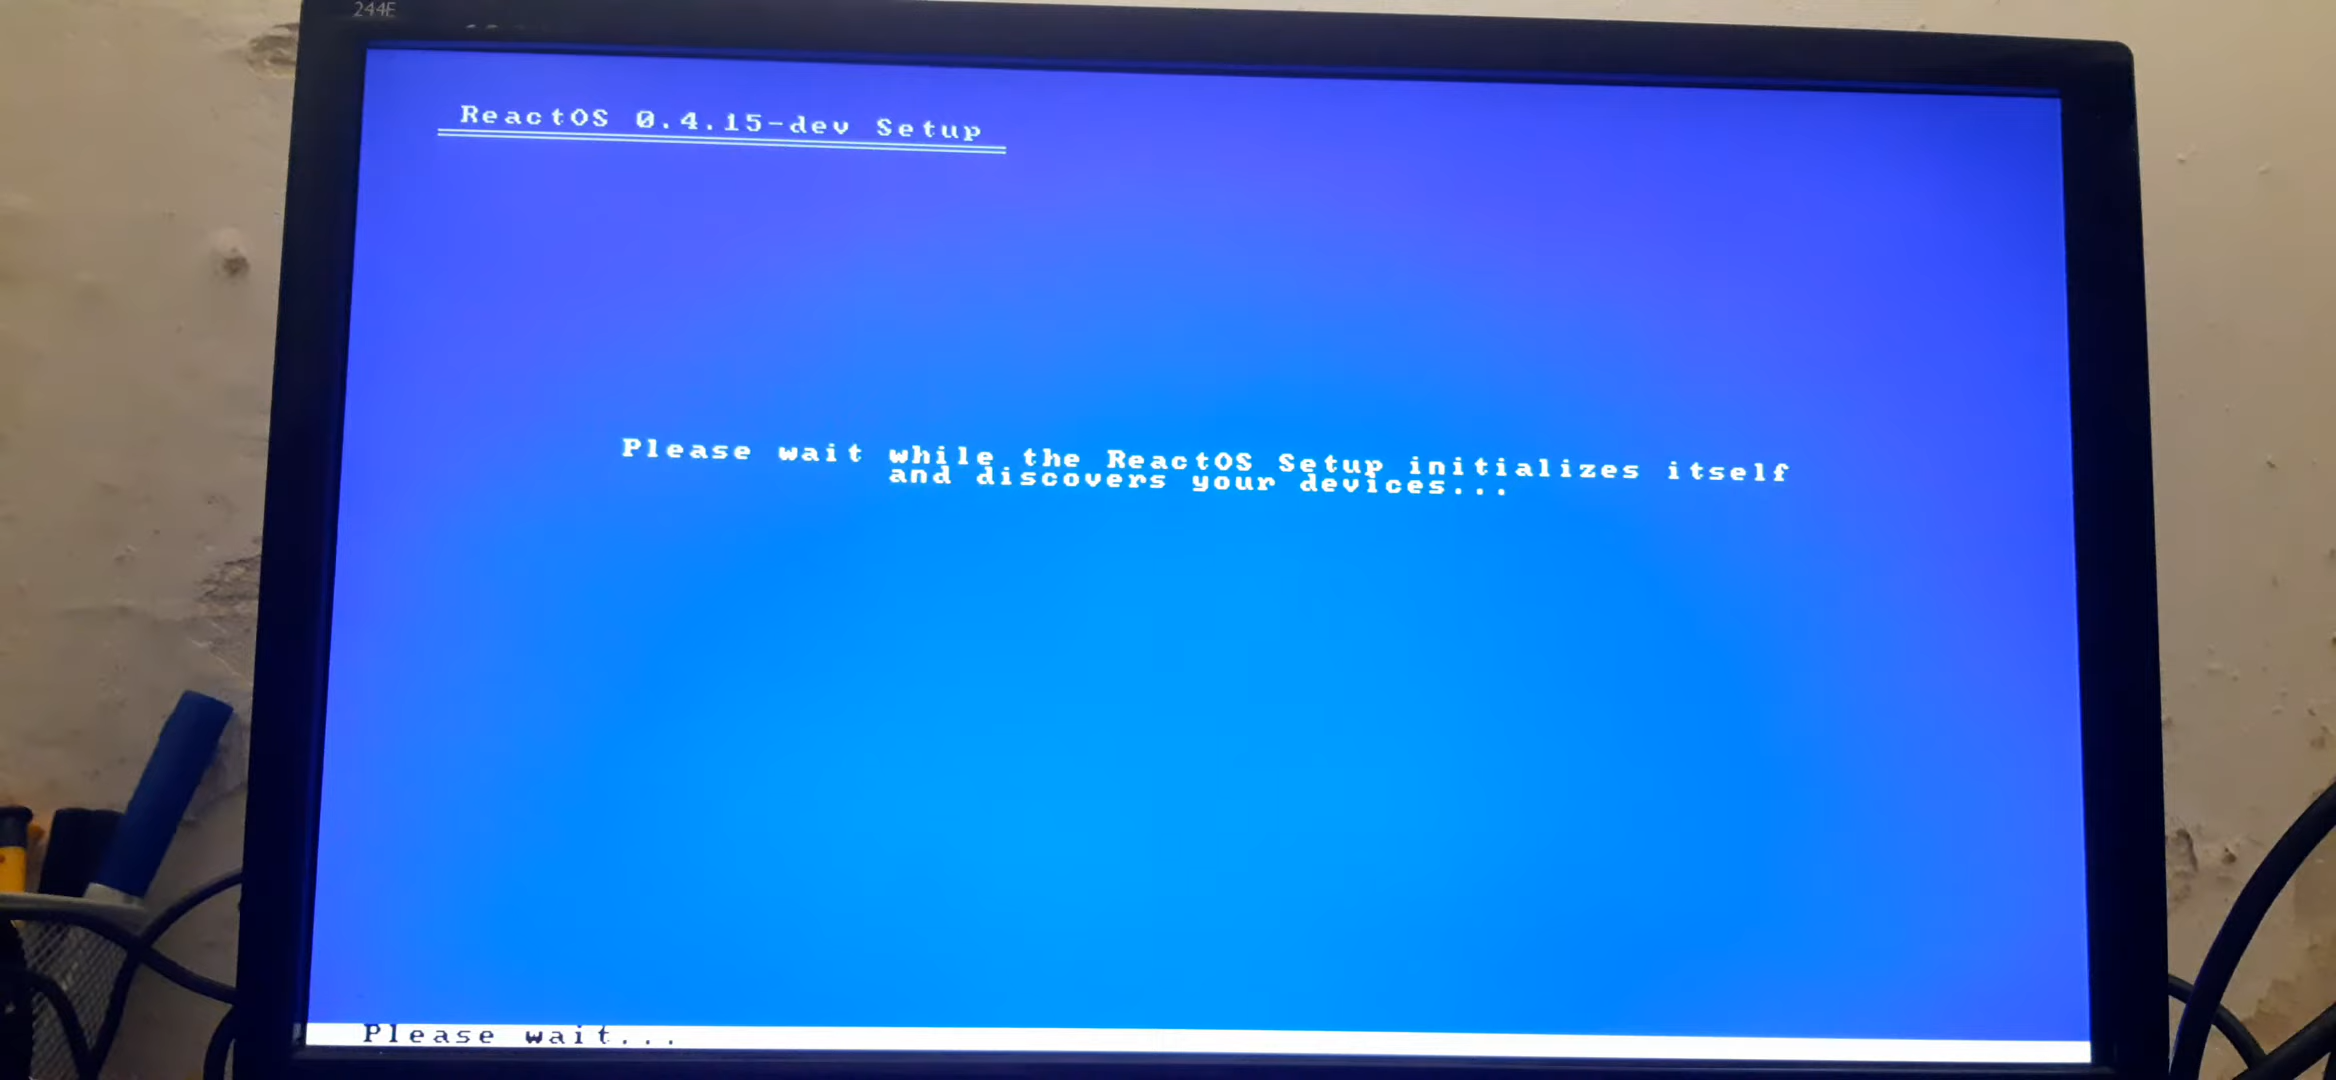 244E
ReactOS 0.4.15-dev Setup
Please wait while the ReactOS Setup initializes itself
and discovers your devices...
Please wait...